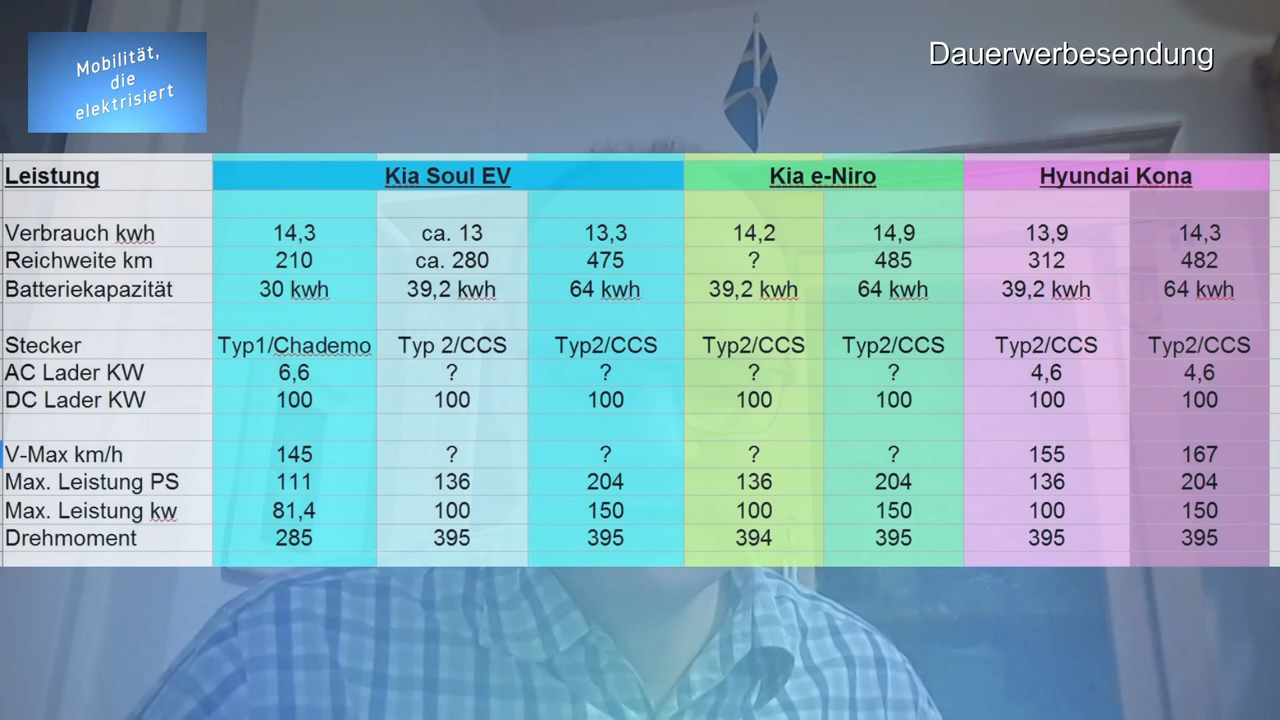 Mobilität,
die
elektrisiert
Dauerwerbesendung
Leistung Kia Soul EV Kia e-Niro Hyundai Kona
Verbrauch kwh 14,3 ca. 13 13,3 14,2 14,9 13,9 14,3
Reichweite km 210 ca. 280 475 ? 485 312 482
Batteriekapazität 30 kwh 39,2 kwh 64 kwh 39,2 kwh 64 kwh 39,2 kwh 64 kwh
Stecker Typ1/Chademo Typ 2/CCS Typ2/CCS Typ2/CCS Typ2/CCS Typ2/CCS Typ2/CCS
AC Lader KW 6,6 ? ? ? ? 4,6 4,6
DC Lader KW 100 100 100 100 100 100 100
V-Max km/h 145 ? ? ? ? 155 167
Max. Leistung PS 111 136 204 136 204 136 204
Max. Leistung kw 81,4 100 150 100 150 100 150
Drehmoment 285 395 395 394 395 395 395